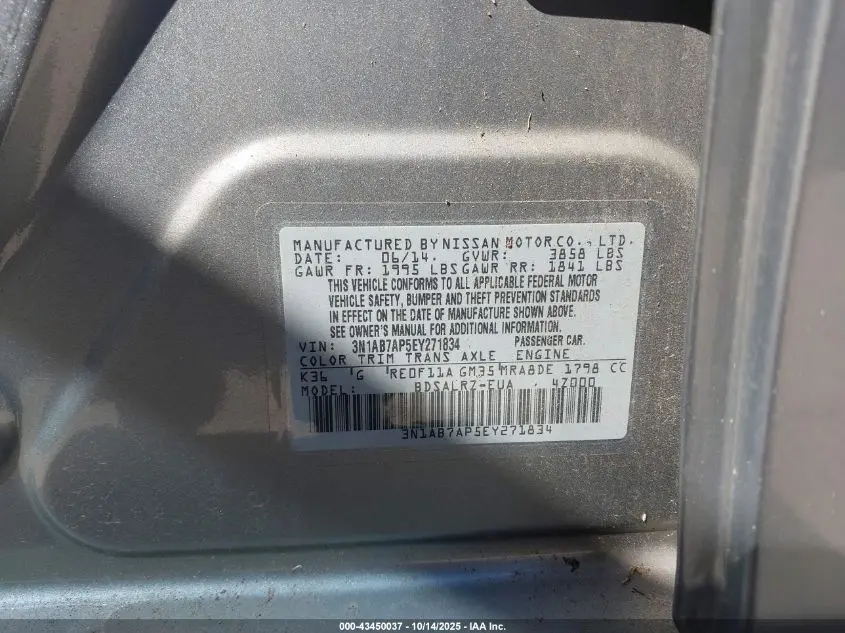 MANUFACTURED BY NISSAN MOTOR CO., LTD.
DATE: 06/14. GVWR: 3858 LBS
GAWR FR: 1995 LBS GAWR RR: 1841 LBS
THIS VEHICLE CONFORMS TO ALL APPLICABLE FEDERAL MOTOR
VEHICLE SAFETY, BUMPER AND THEFT PREVENTION STANDARDS
IN EFFECT ON THE DATE OF MANUFACTURE SHOWN ABOVE.
SEE OWNER'S MANUAL FOR ADDITIONAL INFORMATION.
VIN: 3N1AB7AP5EY271834 PASSENGER CAR.
COLOR TRIM TRANS AXLE ENGINE
K36 'G 'RE0F11A GM35 'MRA8DE 1798 CC
MODEL: BDSALRZ-EUA , 4Z000
3N1AB7AP5EY271834
000-43450037 - 10/14/2025 - IAA Inc.